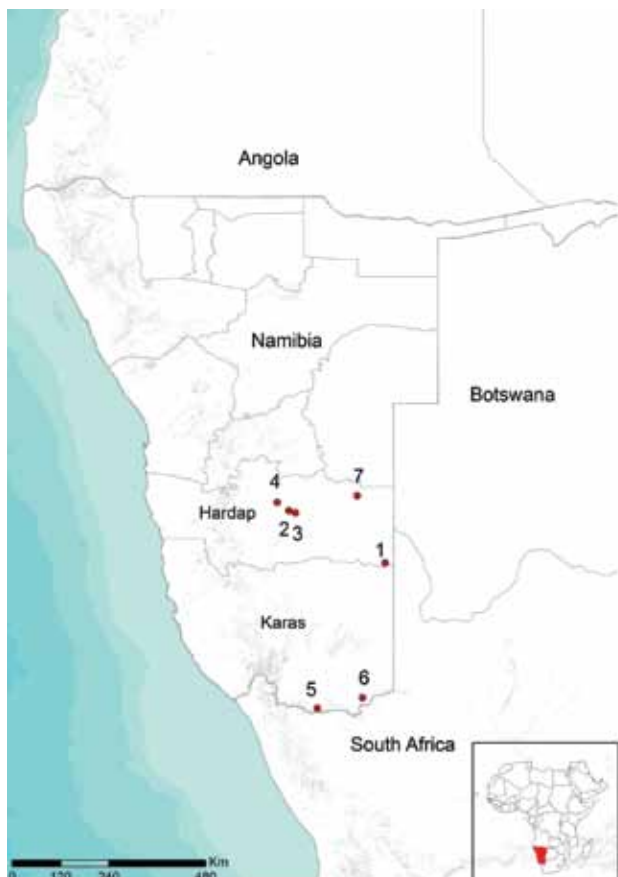 Angola
Namibia
Botswana
4
7
Hardap
2
3
1
Karas
5
6
South Africa
Km
0 120 240 480